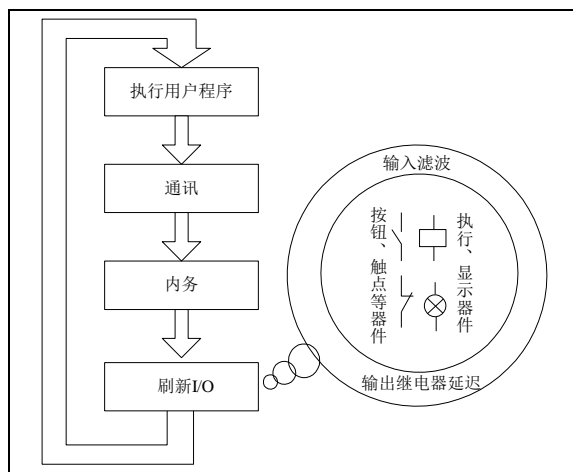 执行用户程序
通讯
内务
刷新I/O
输入滤波
按钮、触点等器件
执行、显示器件
输出继电器延迟